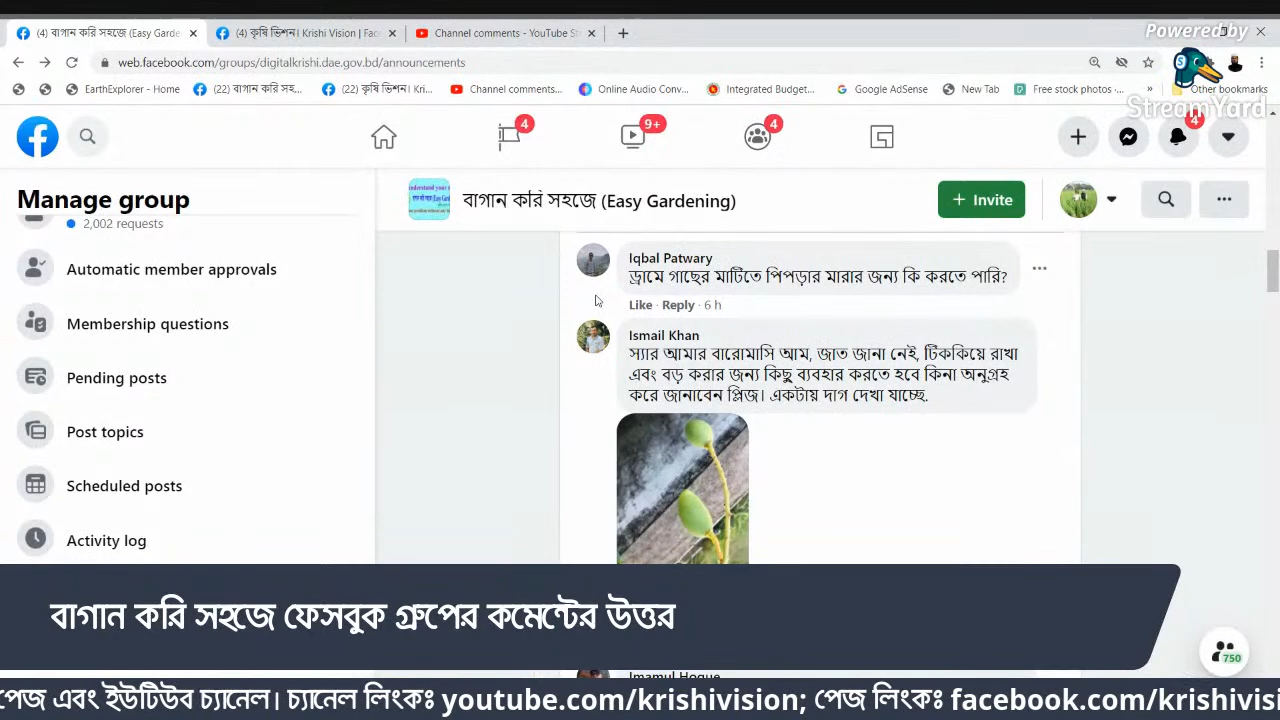 (4) বাগান করি সহজে (Easy Garde
(4) কৃষি ভিশন। Krishi Vision | Fac
Channel comments - YouTube St
Powered by
web.facebook.com/groups/digitalkrishi.dae.gov.bd/announcements
EarthExplorer - Home
(22) বাগান করি সহ...
(22) কৃষি ভিশন। Kri...
Channel comments...
Online Audio Conv...
Integrated Budget...
Google AdSense
New Tab
Free stock photos ·...
»
Other bookmarks
StreamYard
4
9+
4
4
Manage group
2,002 requests
Automatic member approvals
Membership questions
Pending posts
Post topics
Scheduled posts
Activity log
বাগান করি সহজে (Easy Gardening)
+ Invite
Iqbal Patwary
ড্রামে গাছের মাটিতে পিপড়ার মারার জন্য কি করতে পারি?
Like · Reply · 6 h
Ismail Khan
স্যার আমার বারোমাসি আম, জাত জানা নেই, টিককিয়ে রাখা
এবং বড় করার জন্য কিছু ব্যবহার করতে হবে কিনা অনুগ্রহ
করে জানাবেন প্লিজ। একটায় দাগ দেখা যাচ্ছে.
Imamul Hoque
750
বাগান করি সহজে ফেসবুক গ্রুপের কমেন্টের উত্তর
পেজ এবং ইউটিউব চ্যানেল। চ্যানেল লিংকঃ youtube.com/krishivision; পেজ লিংকঃ facebook.com/krishivis